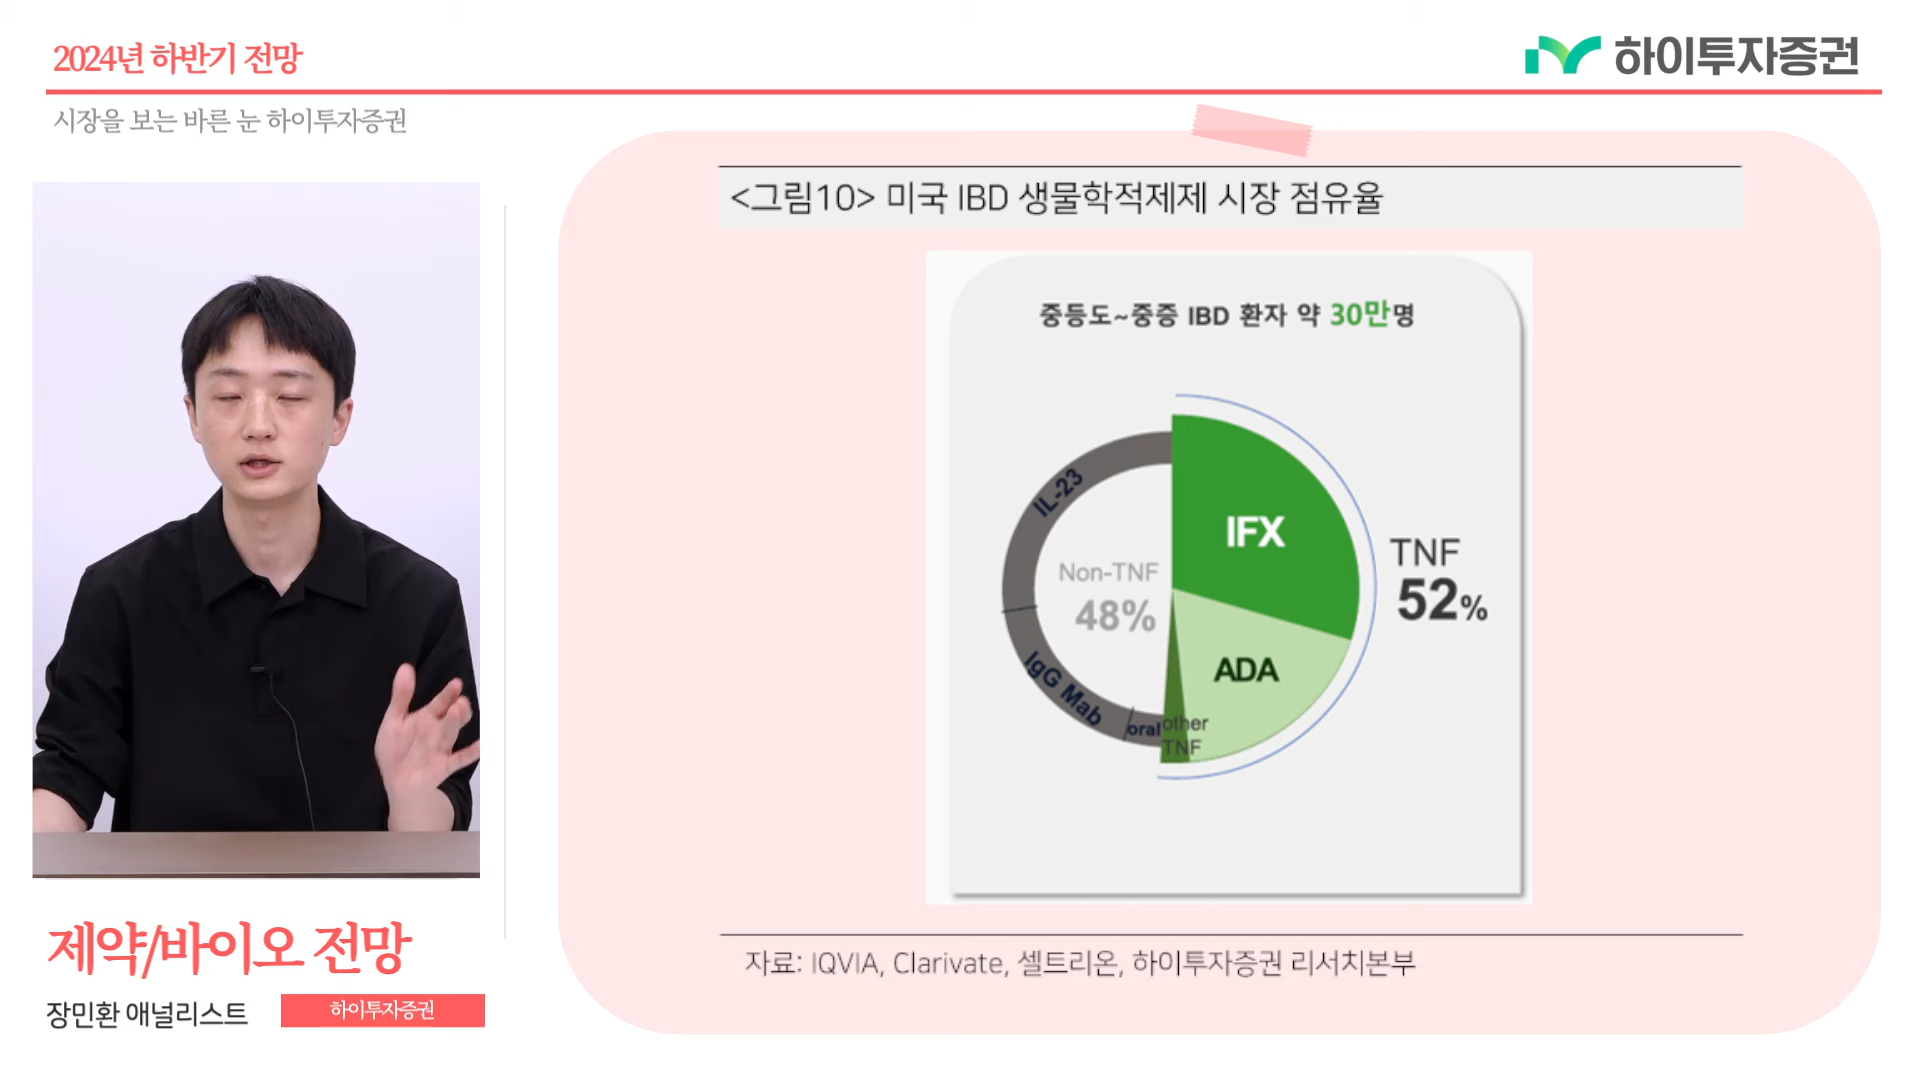 2024년 하반기 전망
하이투자증권
시장을 보는 바른 눈 하이투자증권
<그림10> 미국 IBD 생물학적제제 시장 점유율
중등도~중증 IBD 환자 약 30만명
IL-23
IFX
Non-TNF
48%
TNF
52%
IgG Mab
ADA
oral
other
TNF
자료: IQVIA, Clarivate, 셀트리온, 하이투자증권 리서치본부
제약/바이오 전망
장민환 애널리스트
하이투자증권